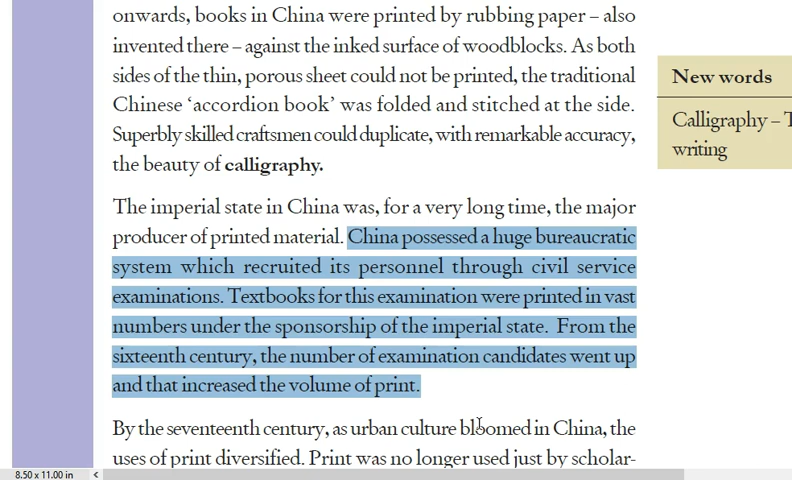 onwards, books in China were printed by rubbing paper – also
invented there – against the inked surface of woodblocks. As both
sides of the thin, porous sheet could not be printed, the traditional
Chinese ‘accordion book’ was folded and stitched at the side.
Superbly skilled craftsmen could duplicate, with remarkable accuracy,
the beauty of calligraphy.
The imperial state in China was, for a very long time, the major
producer of printed material. China possessed a huge bureaucratic
system which recruited its personnel through civil service
examinations. Textbooks for this examination were printed in vast
numbers under the sponsorship of the imperial state. From the
sixteenth century, the number of examination candidates went up
and that increased the volume of print.
By the seventeenth century, as urban culture bloomed in China, the
uses of print diversified. Print was no longer used just by scholar-
New words
Calligraphy –
writing
8.50 x 11.00 in